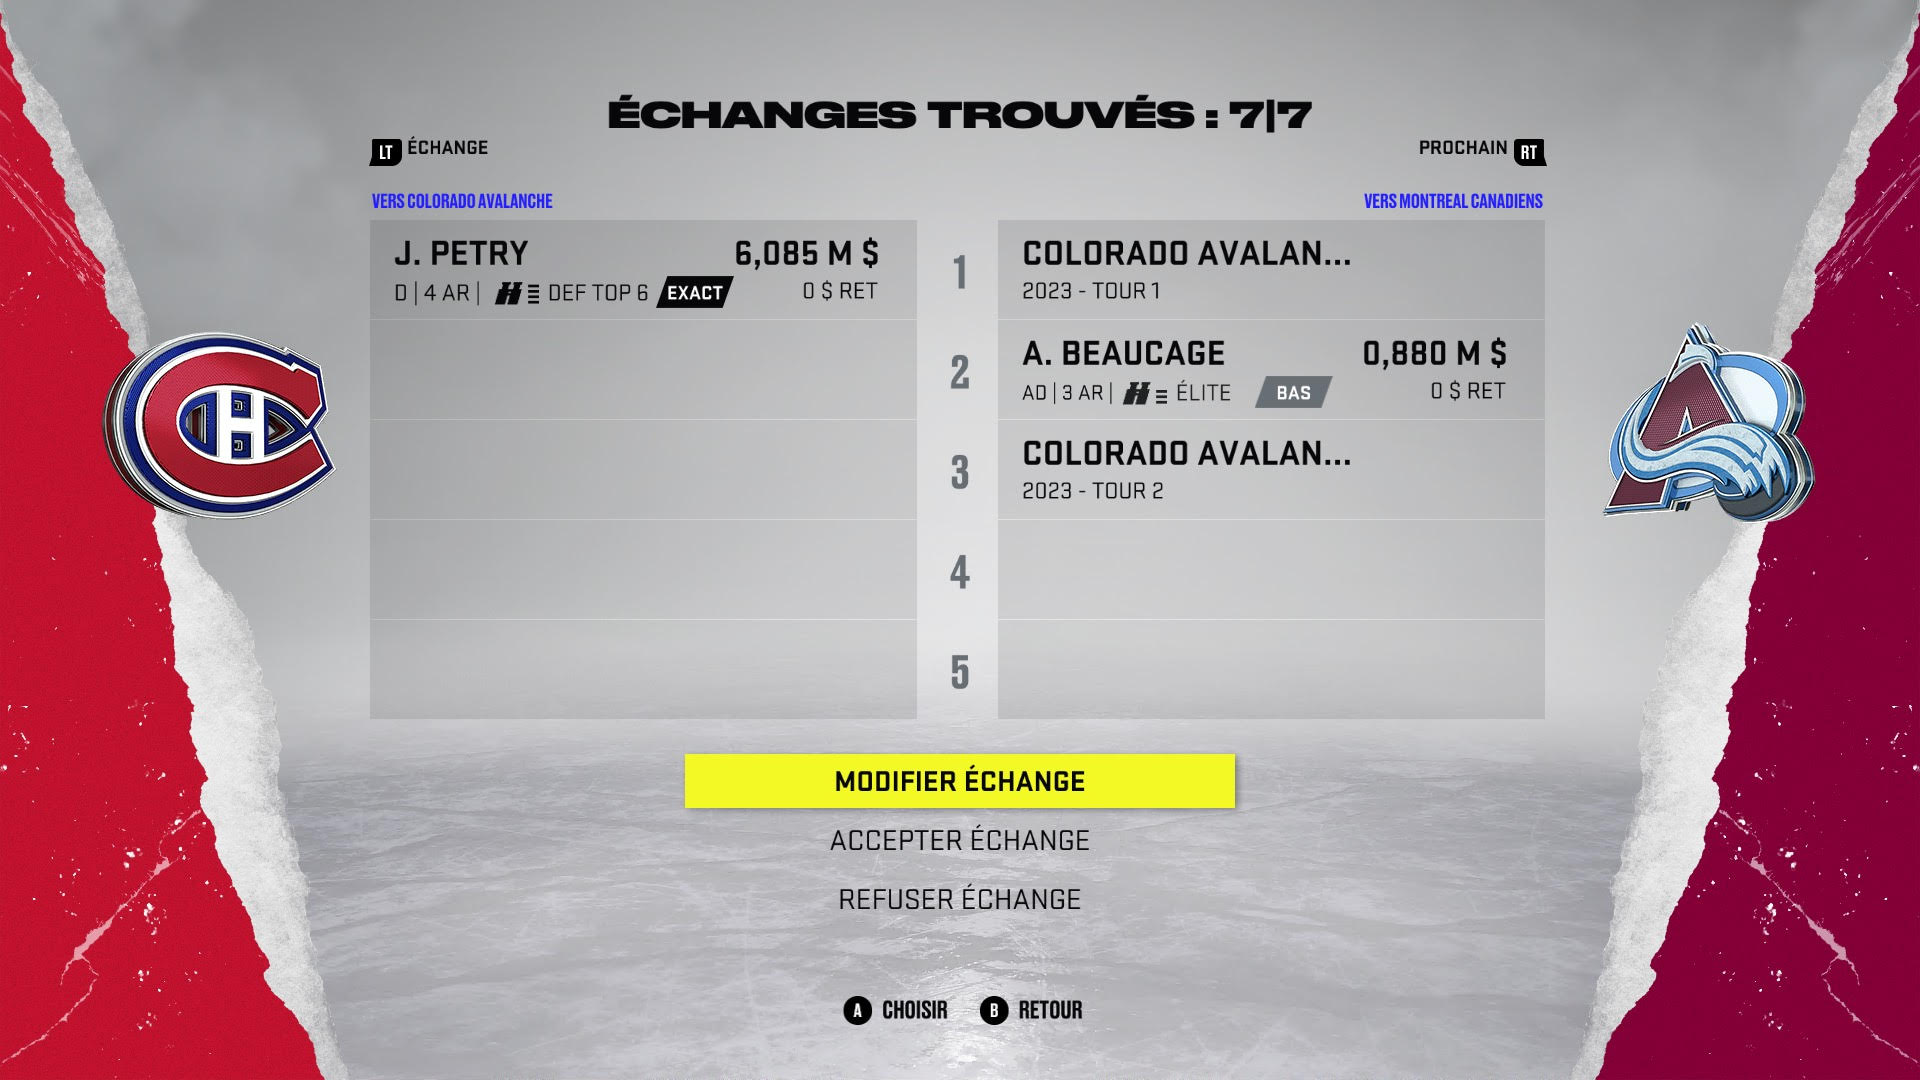 ÉCHANGES TROUVÉS : 7|7
LT ÉCHANGE
PROCHAIN RT
VERS COLORADO AVALANCHE
VERS MONTREAL CANADIENS
J. PETRY 6,085 M $
D | 4 AR | DEF TOP 6 EXACT 0 $ RET
1
COLORADO AVALAN...
2023 - TOUR 1
2
A. BEAUCAGE 0,880 M $
AD | 3 AR | ÉLITE BAS 0 $ RET
3
COLORADO AVALAN...
2023 - TOUR 2
4
5
MODIFIER ÉCHANGE
ACCEPTER ÉCHANGE
REFUSER ÉCHANGE
A CHOISIR B RETOUR